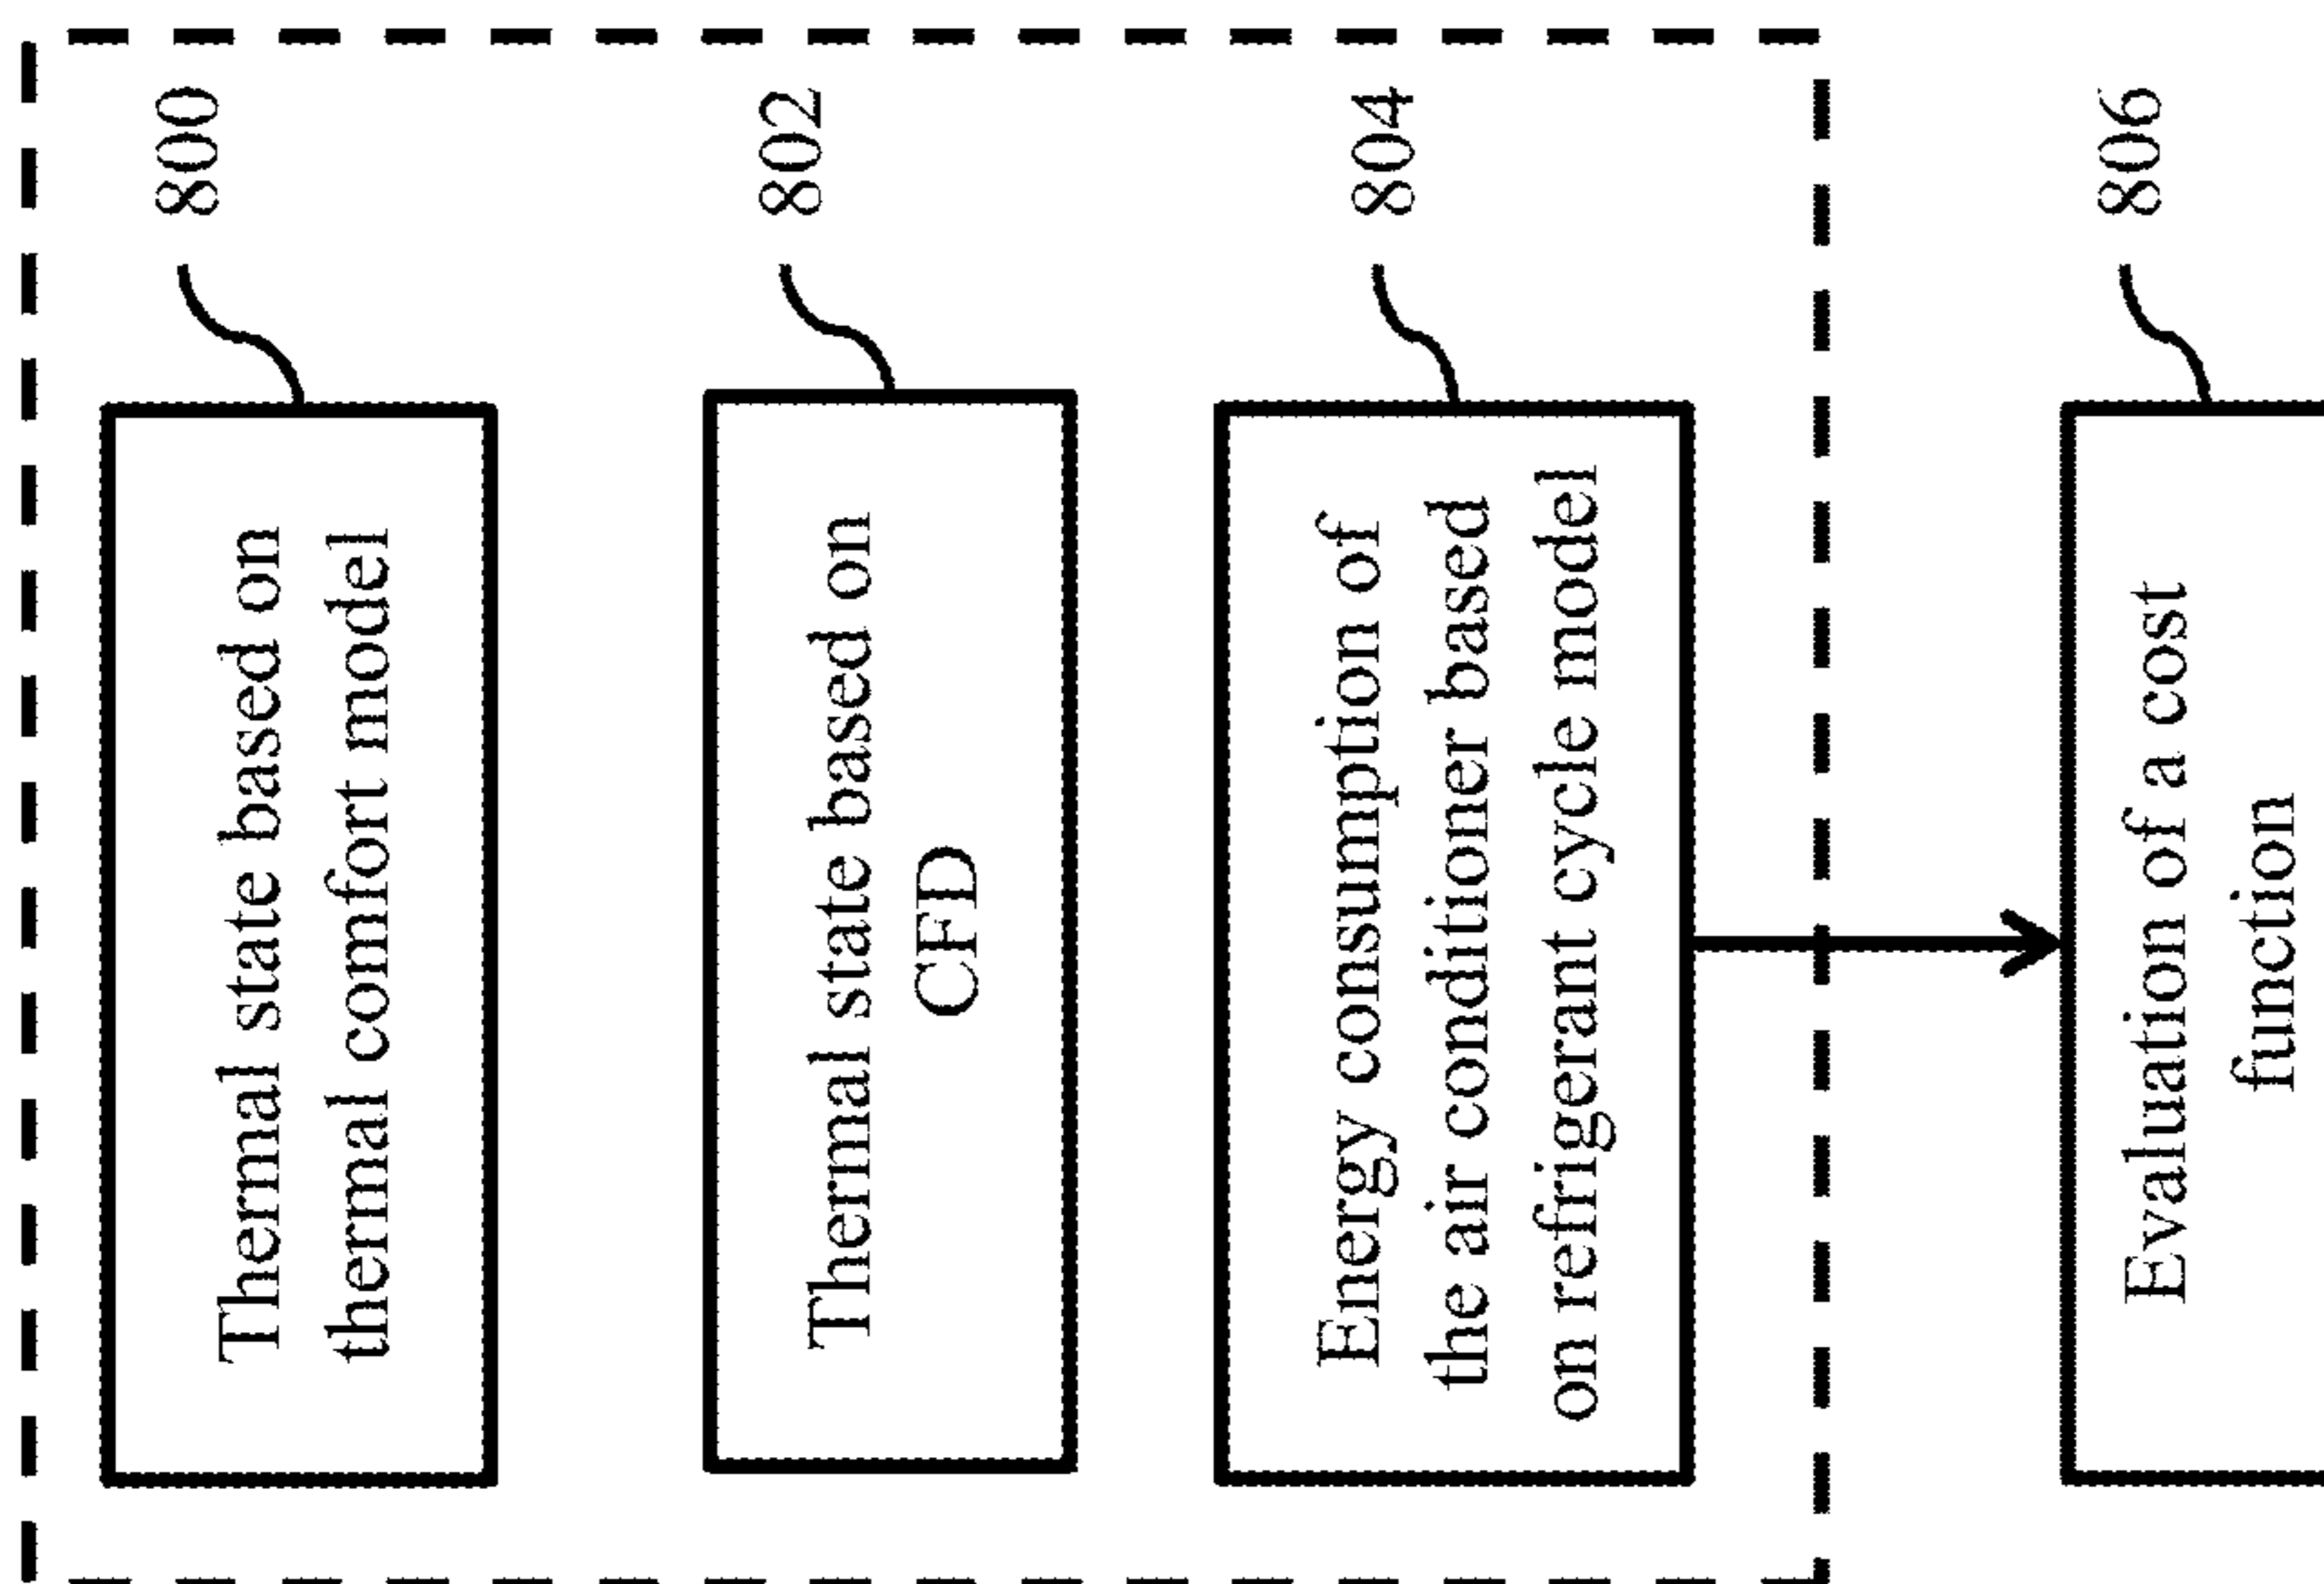 800
Thermal state based on
thermal comfort model
802
Thermal state based on
CFD
804
Energy consumption of
the air conditioner based
on refrigerant cycle model
806
Evaluation of a cost
function